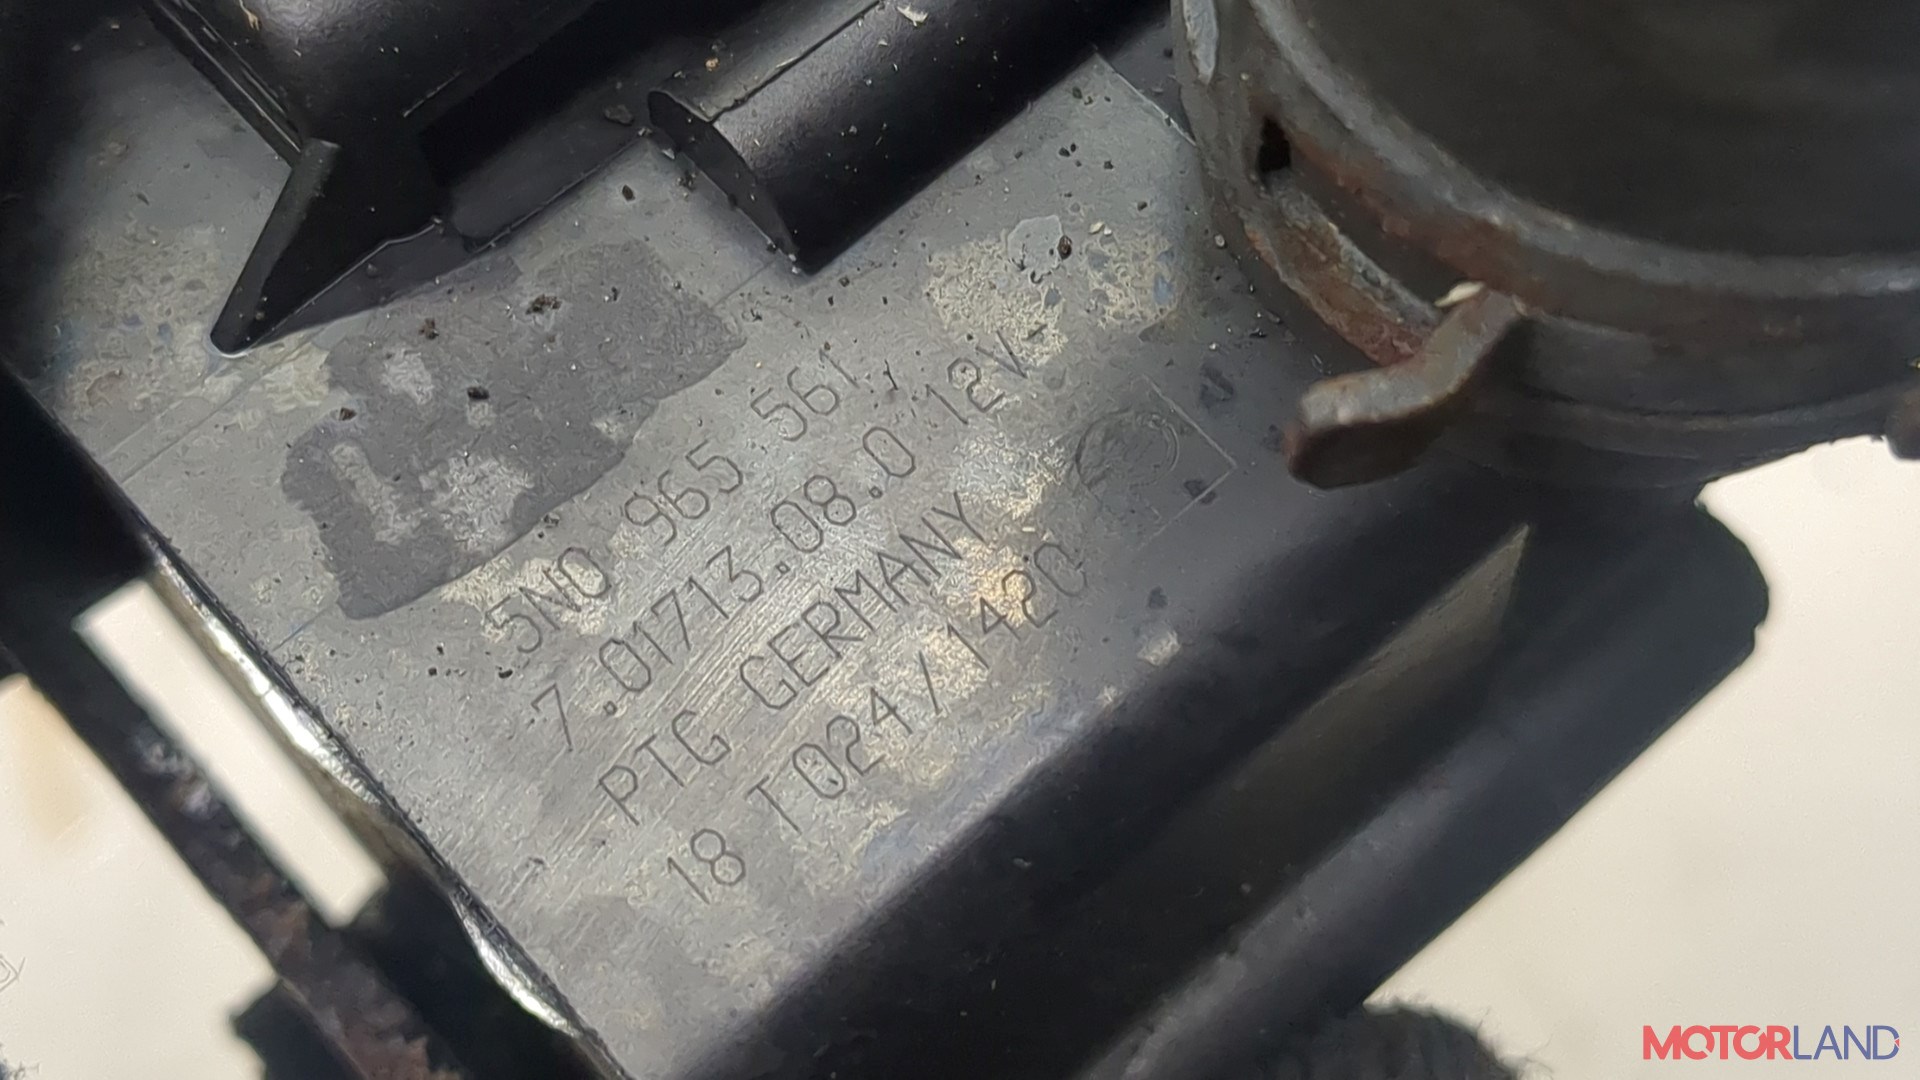 5N0 965 561
7.01713.08.0 12V-
PTG GERMANY
18 T024/1420
MOTORLAND